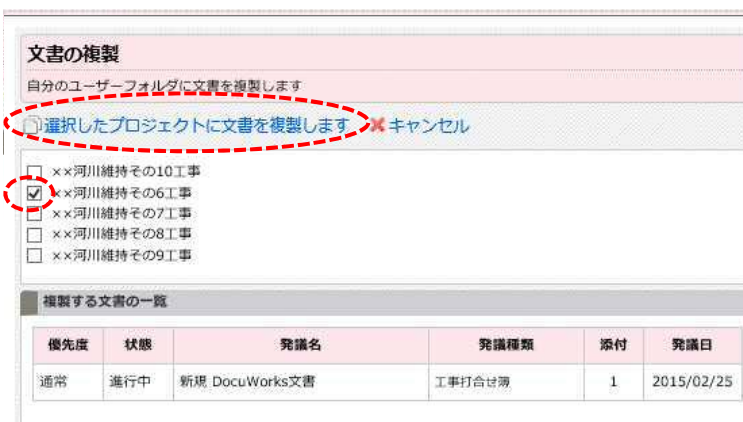 文書の複製
自分のユーザーフォルダに文書を複製します
選択したプロジェクトに文書を複製します キャンセル
××河川維持その10工事
××河川維持その6工事
××河川維持その7工事
××河川維持その8工事
××河川維持その9工事
複製する文書の一覧
優先度 状態 発議名 発議種類 添付 発議日
通常 進行中 新規 DocuWorks文書 工事打合せ簿 1 2015/02/25